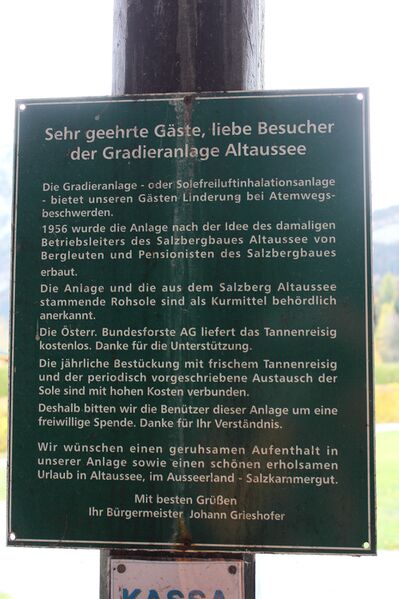 Sehr geehrte Gäste, liebe Besucher
der Gradieranlage Altaussee
Die Gradieranlage - oder Solefreiluftinhalationsanlage
- bietet unseren Gästen Linderung bei Atemwegs-
beschwerden.
1956 wurde die Anlage nach der Idee des damaligen
Betriebsleiters des Salzbergbaues Altaussee von
Bergleuten und Pensionisten des Salzbergbaues
erbaut.
Die Anlage und die aus dem Salzberg Altaussee
stammende Rohsole sind als Kurmittel behördlich
anerkannt.
Die Österr. Bundesforste AG liefert das Tannenreisig
kostenlos. Danke für die Unterstützung.
Die jährliche Bestückung mit frischem Tannenreisig
und der periodisch vorgeschriebene Austausch der
Sole sind mit hohen Kosten verbunden.
Deshalb bitten wir die Benützer dieser Anlage um eine
freiwillige Spende. Danke für Ihr Verständnis.
Wir wünschen einen geruhsamen Aufenthalt in
unserer Anlage sowie einen schönen erholsamen
Urlaub in Altaussee, im Ausseerland - Salzkammergut.
Mit besten Grüßen
Ihr Bürgermeister Johann Grieshofer
KASSA